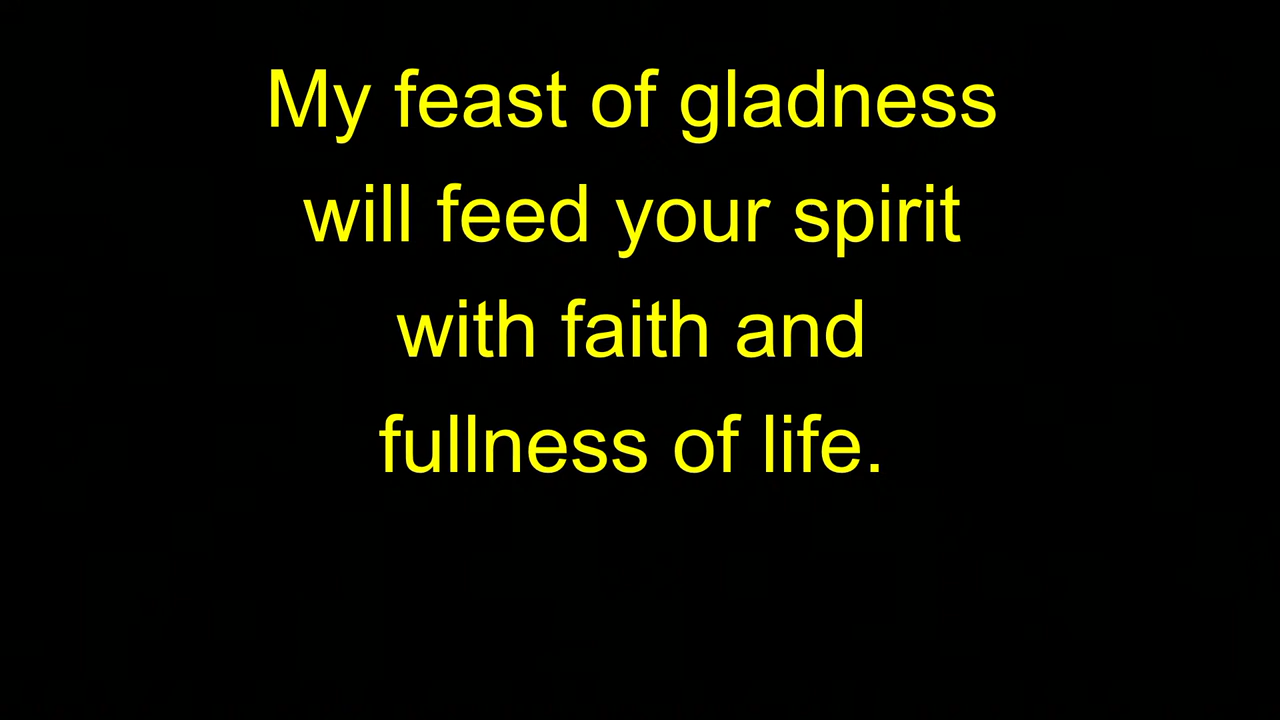 My feast of gladness
will feed your spirit
with faith and
fullness of life.